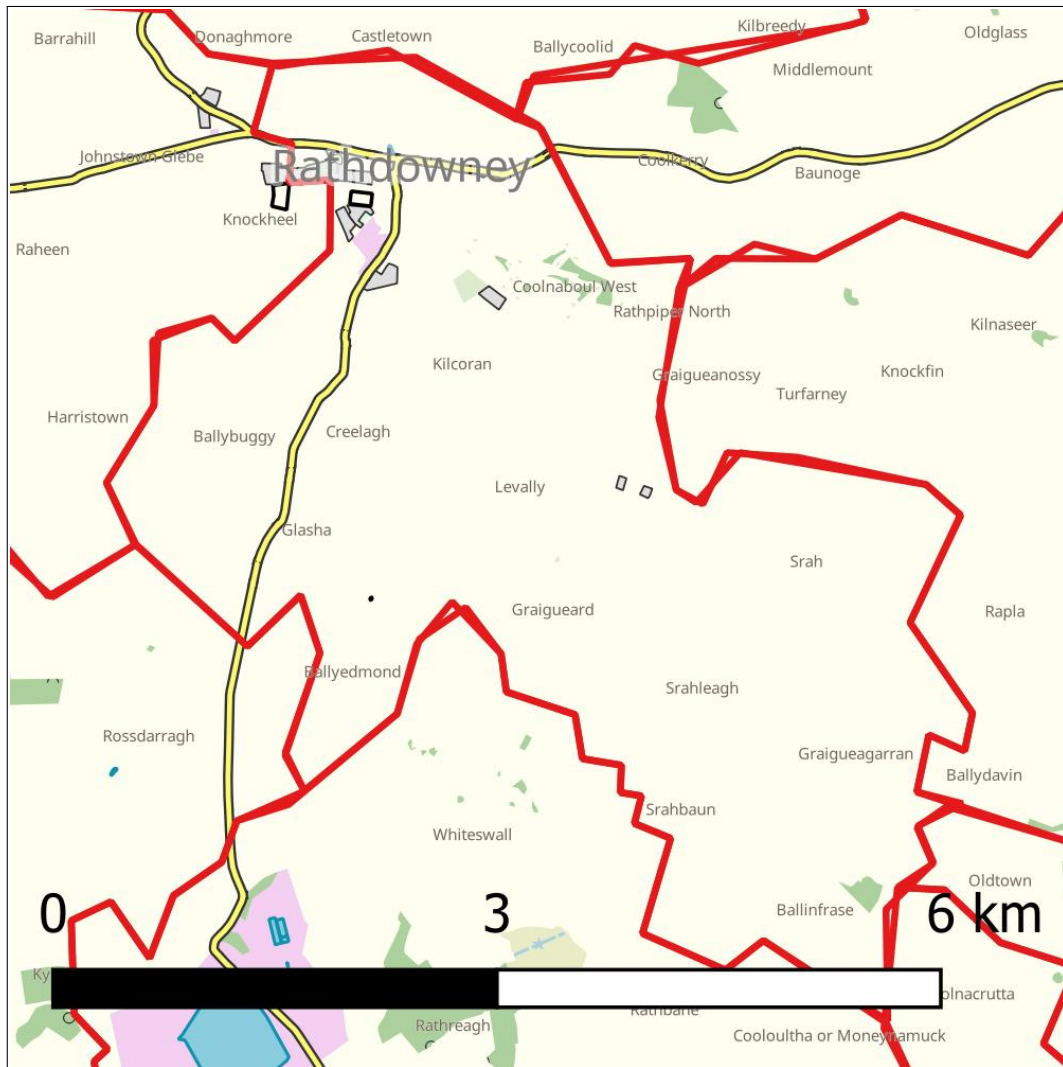 Kilbreedy
Barrahill
Donaghmore
Castletown
Oldglass
Ballycoolid
Middlemount
Johnstown Glebe
Rathdowney
Coolkerry
Baunoge
Knockheel
Raheen
Coolnaboul West
Rathpiper North
Kilnaseer
Kilcoran
Graigueanossy
Knockfin
Turfarney
Harristown
Ballybuggy
Creelagh
Levally
Glasha
Srah
Graigueard
Rapla
Ballyedmond
Srahleagh
Rossdarragh
Graigueagarran
Ballydavin
Srahbaun
Whiteswall
Oldtown
Ballinfrase
0 3 6 km
Ky
olnacrutta
Rathbane
Rathreagh
Cooloultha or Moneynamuck